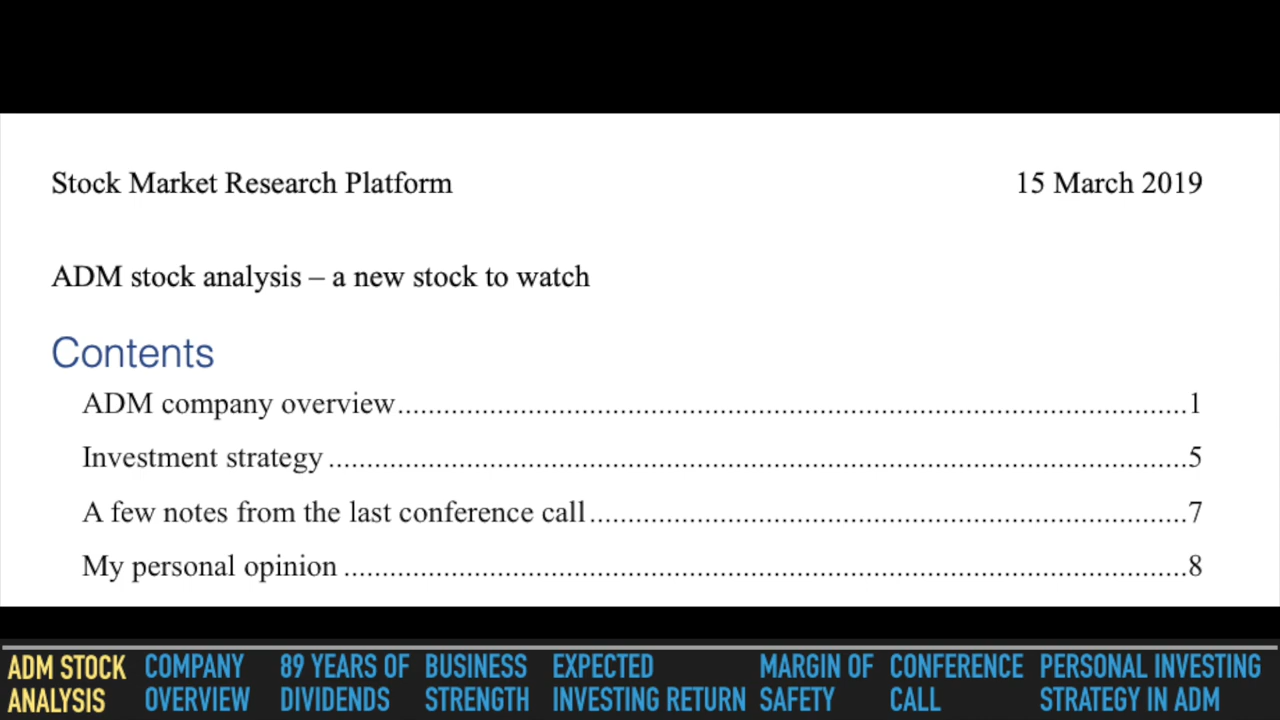 Stock Market Research Platform 15 March 2019
ADM stock analysis – a new stock to watch
Contents
ADM company overview........................................................................................1
Investment strategy................................................................................................5
A few notes from the last conference call...................................................................7
My personal opinion..............................................................................................8
ADM STOCK COMPANY 89 YEARS OF BUSINESS EXPECTED MARGIN OF CONFERENCE PERSONAL INVESTING
ANALYSIS OVERVIEW DIVIDENDS STRENGTH INVESTING RETURN SAFETY CALL STRATEGY IN ADM